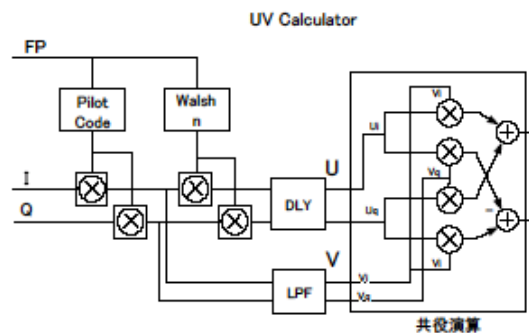 UV Calculator
FP
Pilot
Code
Walsh
n
I
Q
U
V
DLY
LPF
Ui
Uq
Vi
Vq
Vi
Vq
Vi
-
共役演算